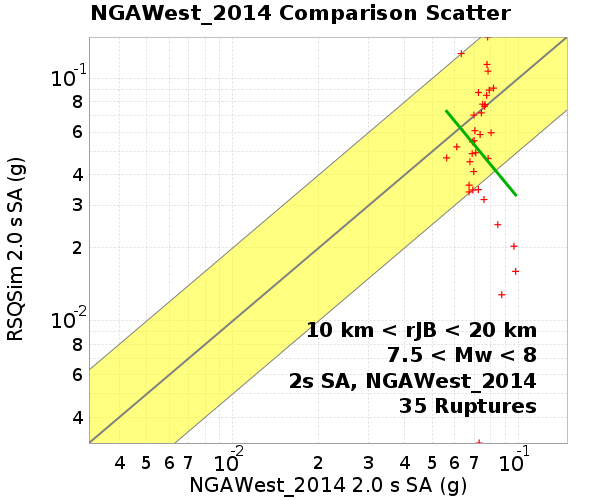 NGAWest_2014 Comparison Scatter
RSQSim 2.0 s SA (g)
10-1
8
6
4
3
2
10-2
8
6
4
10 km < rJB < 20 km
7.5 < Mw < 8
2s SA, NGAWest_2014
35 Ruptures
4 5 6 7 10-2 2 3 4 5 6 7 10-1
NGAWest_2014 2.0 s SA (g)